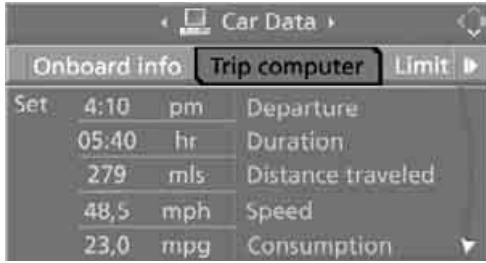 Car Data
Onboard info Trip computer Limit
Set 4:10 pm Departure
05:40 hr Duration
279 mls Distance traveled
48,5 mph Speed
23,0 mpg Consumption